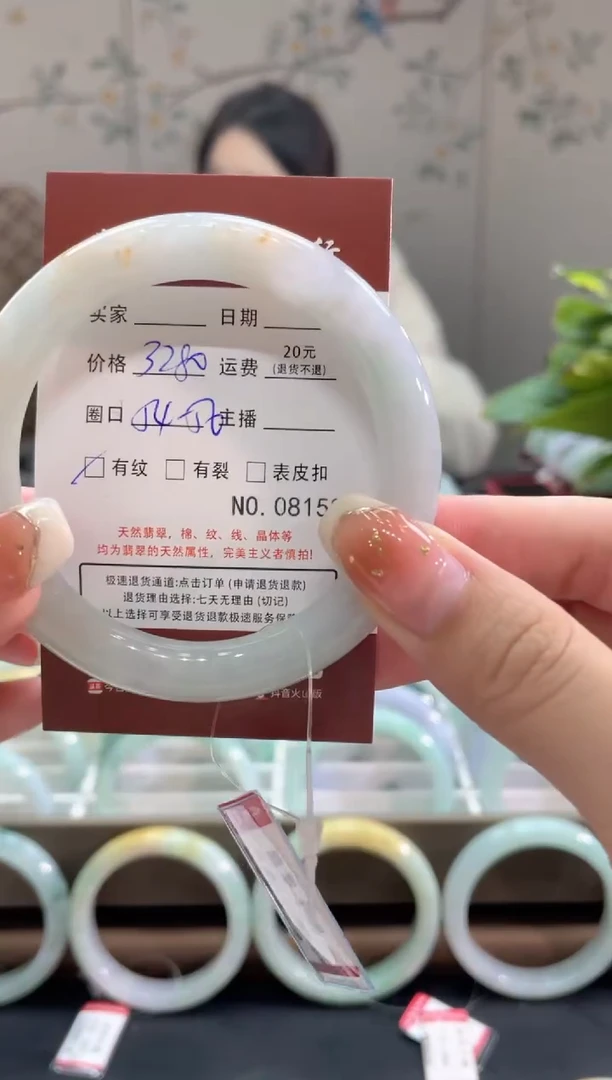 买家 日期
价格 3280 运费 20元
(退货不退)
圈口 主播
有纹 有裂 表皮扣
NO. 0815
天然翡翠，棉、纹、线、晶体等
均为翡翠的天然属性，完美主义者慎拍!
极速退货通道:点击订单(申请退货退款)
退货理由选择:七天无理由(切记)
以上选择可享受退货退款极速服务保
抖音火山版